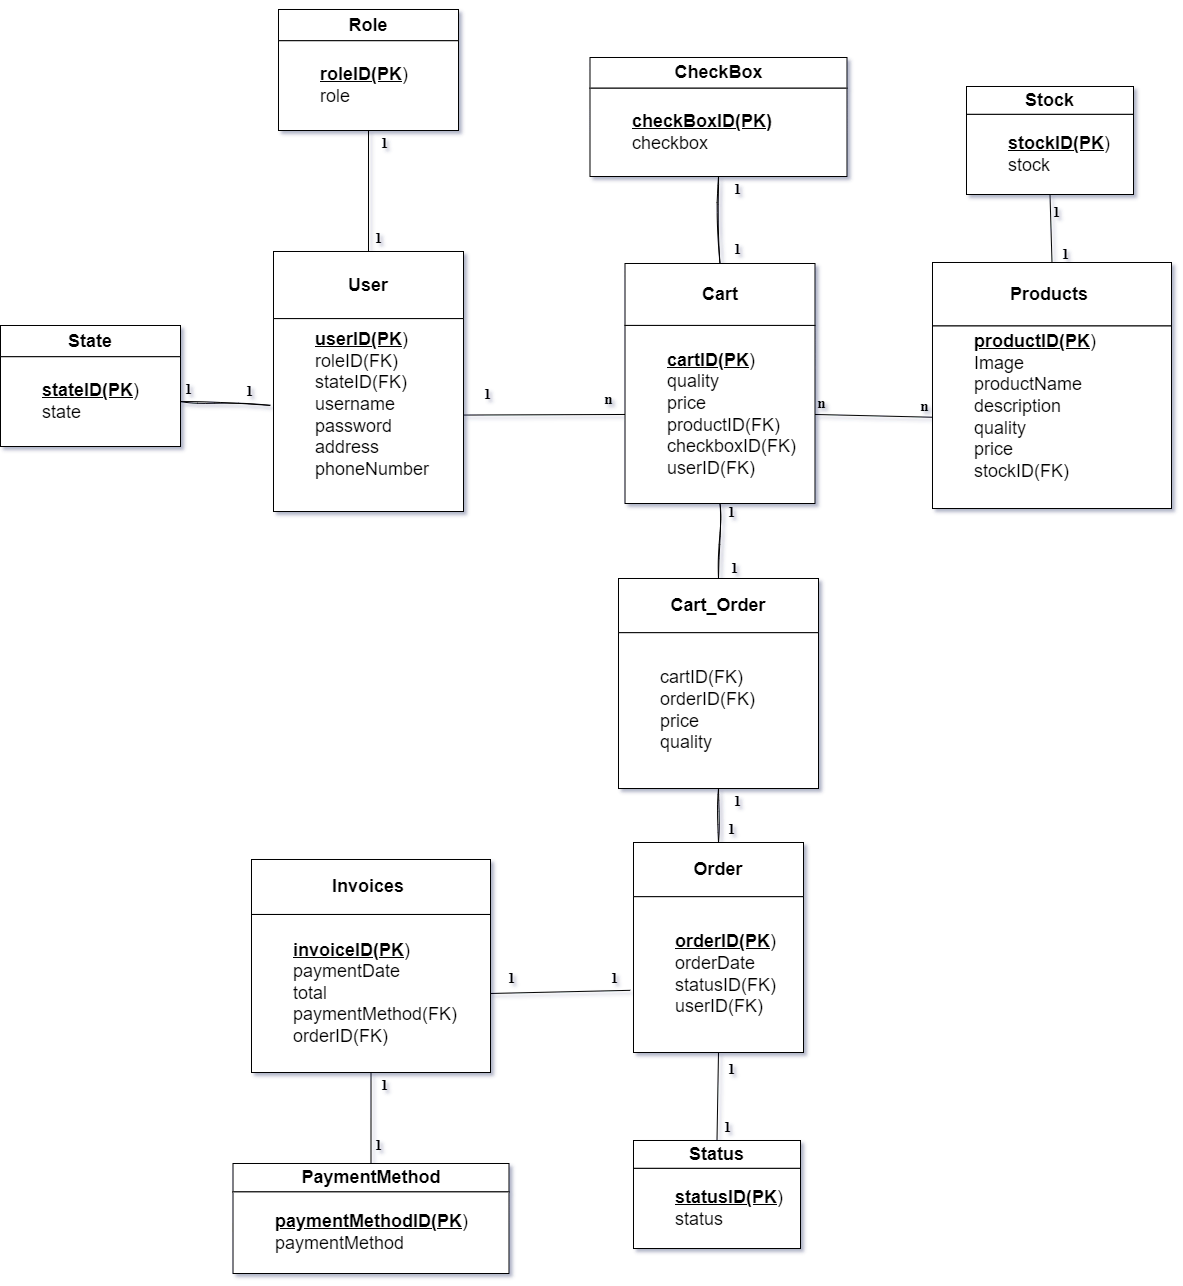 Role
roleID(PK)
role
1
1
CheckBox
checkBoxID(PK)
checkbox
1
1
Stock
stockID(PK)
stock
1
1
State
stateID(PK)
state
1
1
User
userID(PK)
roleID(FK)
stateID(FK)
username
password
address
phoneNumber
1
n
Cart
cartID(PK)
quality
price
productID(FK)
checkboxID(FK)
userID(FK)
n
n
Products
productID(PK)
Image
productName
description
quality
price
stockID(FK)
1
1
Cart_Order
cartID(FK)
orderID(FK)
price
quality
1
1
Invoices
invoiceID(PK)
paymentDate
total
paymentMethod(FK)
orderID(FK)
1
1
Order
orderID(PK)
orderDate
statusID(FK)
userID(FK)
1
1
PaymentMethod
paymentMethodID(PK)
paymentMethod
1
1
Status
statusID(PK)
status